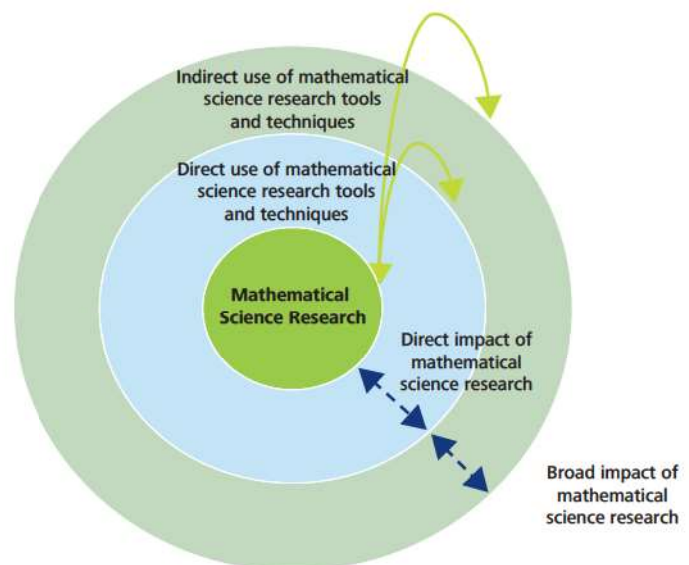 Indirect use of mathematical
science research tools
and techniques
Direct use of mathematical
science research tools
and techniques
Mathematical
Science Research
Direct impact of
mathematical
science research
Broad impact of
mathematical
science research